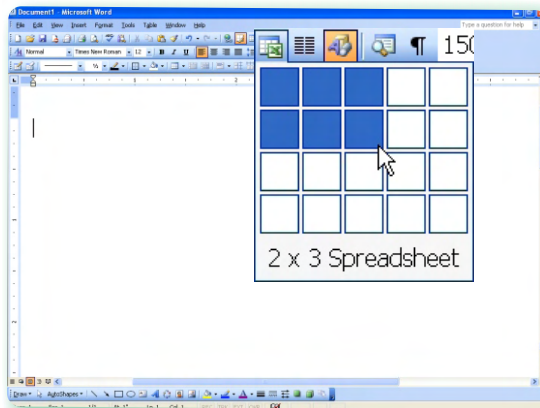 Document1 - Microsoft Word
File Edit View Insert Format Tools Table Window Help
Type a question for help
Normal Times New Roman 12 B I U
150
2 x 3 Spreadsheet
Draw AutoShapes